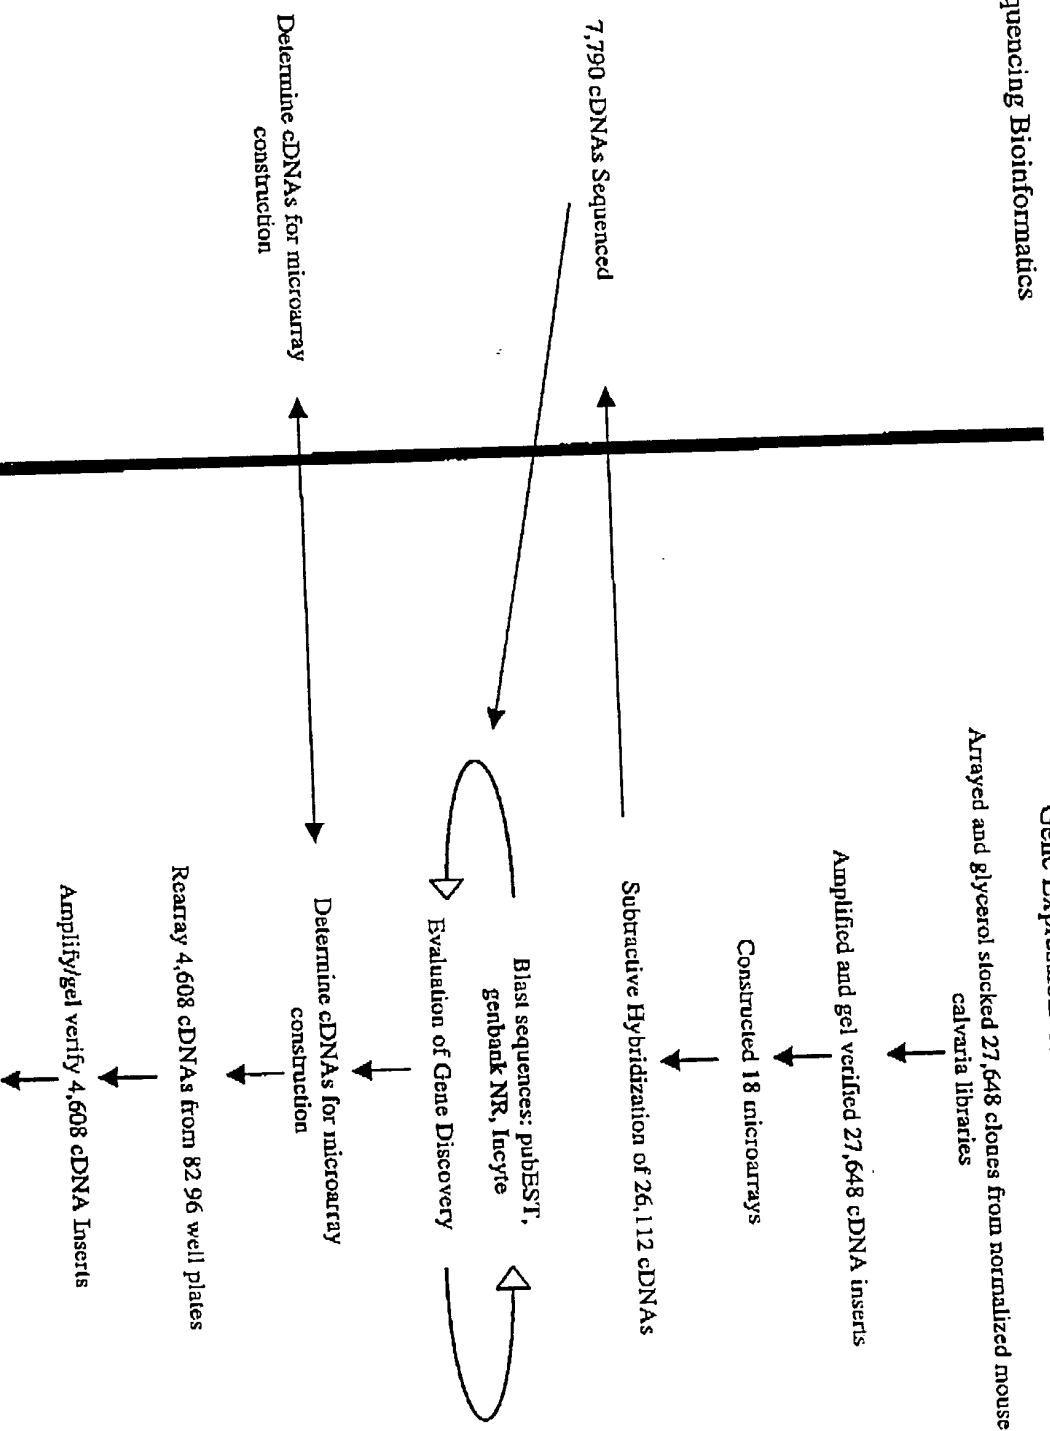 Bioinformatics
Arrayed and glycerol stocked 27,648 clones from normalized mouse
calvaria libraries
Amplified and gel verified 27,648 cDNA inserts
Constructed 18 microarrays
7,790 cDNAs Sequenced
Subtractive Hybridization of 26,112 cDNAs
Blast sequences: pubEST,
genbank NR, Incyte
Evaluation of Gene Discovery
Determine cDNAs for microarray
construction
Determine cDNAs for microarray
construction
Rearray 4,608 cDNAs from 82 96 well plates
Amplify/gel verify 4,608 cDNA Inserts